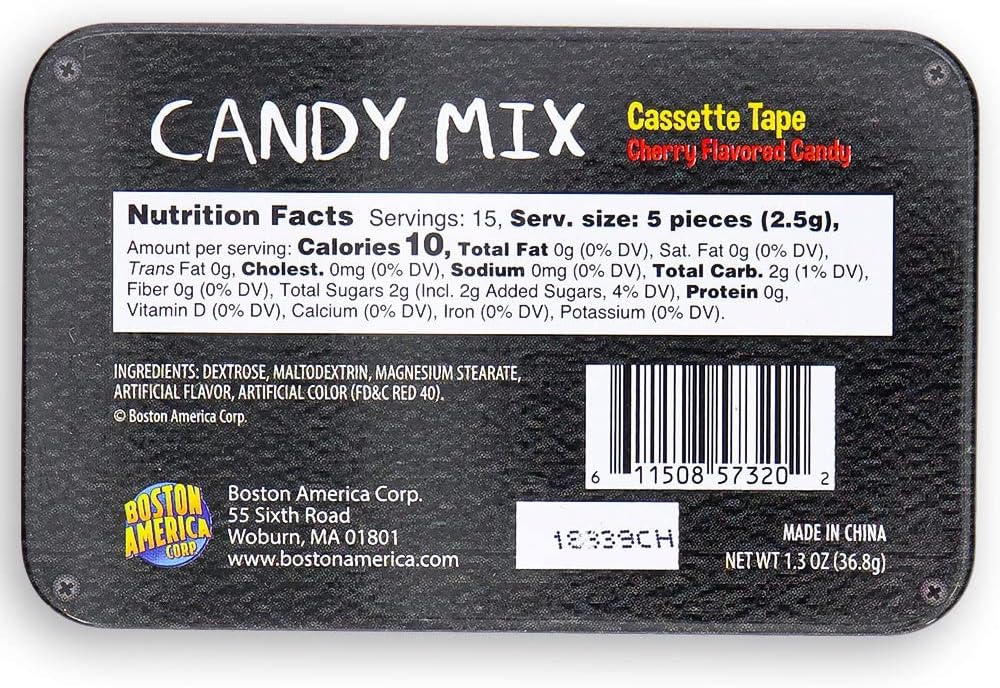 CANDY MIX
Cassette Tape
Cherry Flavored Candy
Nutrition Facts Servings: 15, Serv. size: 5 pieces (2.5g),
Amount per serving: Calories 10, Total Fat 0g (0% DV), Sat. Fat 0g (0% DV),
Trans Fat 0g, Cholest. 0mg (0% DV), Sodium 0mg (0% DV), Total Carb. 2g (1% DV),
Fiber 0g (0% DV), Total Sugars 2g (Incl. 2g Added Sugars, 4% DV), Protein 0g,
Vitamin D (0% DV), Calcium (0% DV), Iron (0% DV), Potassium (0% DV).
INGREDIENTS: DEXTROSE, MALTODEXTRIN, MAGNESIUM STEARATE,
ARTIFICIAL FLAVOR, ARTIFICIAL COLOR (FD&C RED 40).
© Boston America Corp.
6 11508 57320 2
BOSTON
AMERICA
CORP
Boston America Corp.
55 Sixth Road
Woburn, MA 01801
www.bostonamerica.com
MADE IN CHINA
NET WT 1.3 OZ (36.8g)